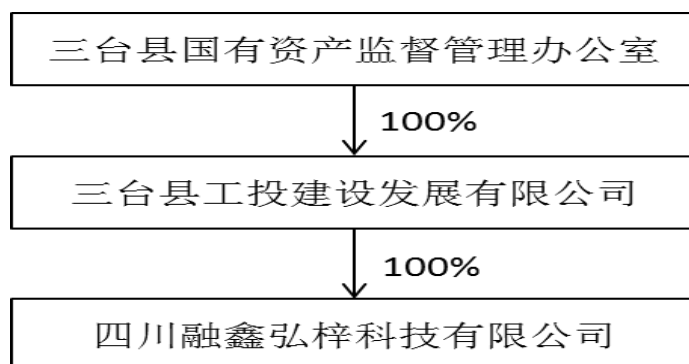 三台县国有资产监督管理办公室
100%
三台县工投建设发展有限公司
100%
四川融鑫弘梓科技有限公司